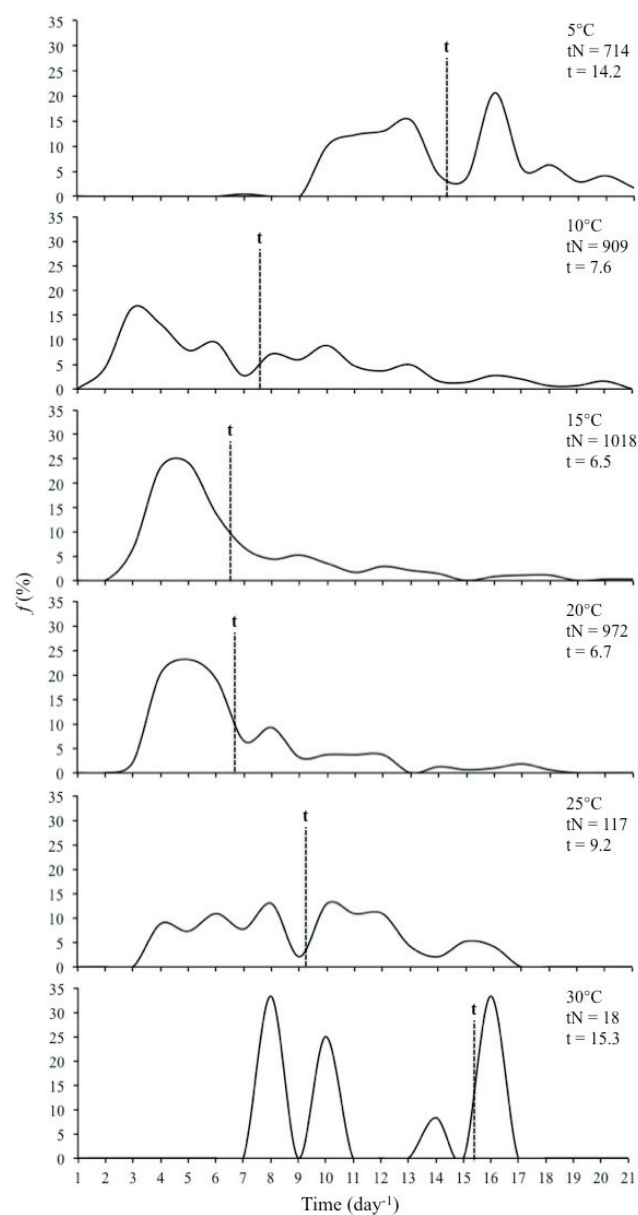 35
30
25
20
15
10
5
0
t
5°C
tN = 714
t = 14.2
35
30
25
20
15
10
5
0
t
10°C
tN = 909
t = 7.6
35
30
25
20
15
10
5
0
t
15°C
tN = 1018
t = 6.5
f (%)
35
30
25
20
15
10
5
0
t
20°C
tN = 972
t = 6.7
35
30
25
20
15
10
5
0
t
25°C
tN = 117
t = 9.2
35
30
25
20
15
10
5
0
t
30°C
tN = 18
t = 15.3
1 2 3 4 5 6 7 8 9 10 11 12 13 14 15 16 17 18 19 20 21
Time (day-1)